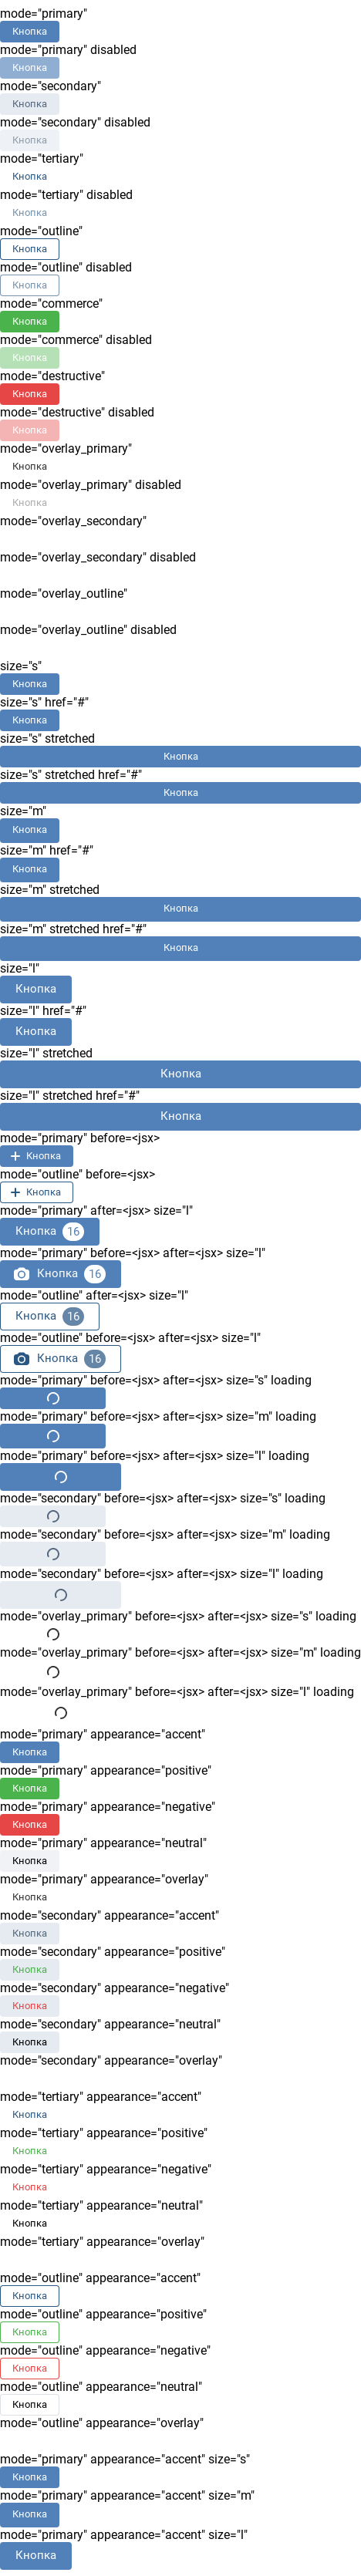 mode="primary"
Кнопка
mode="primary" disabled
Кнопка
mode="secondary"
Кнопка
mode="secondary" disabled
Кнопка
mode="tertiary"
Кнопка
mode="tertiary" disabled
Кнопка
mode="outline"
Кнопка
mode="outline" disabled
Кнопка
mode="commerce"
Кнопка
mode="commerce" disabled
Кнопка
mode="destructive"
Кнопка
mode="destructive" disabled
Кнопка
mode="overlay_primary"
Кнопка
mode="overlay_primary" disabled
Кнопка
mode="overlay_secondary"
mode="overlay_secondary" disabled
mode="overlay_outline"
mode="overlay_outline" disabled
size="s"
Кнопка
size="s" href="#"
Кнопка
size="s" stretched
Кнопка
size="s" stretched href="#"
Кнопка
size="m"
Кнопка
size="m" href="#"
Кнопка
size="m" stretched
Кнопка
size="m" stretched href="#"
Кнопка
size="l"
Кнопка
size="l" href="#"
Кнопка
size="l" stretched
Кнопка
size="l" stretched href="#"
Кнопка
mode="primary" before=<jsx>
Кнопка
mode="outline" before=<jsx>
Кнопка
mode="primary" after=<jsx> size="l"
Кнопка 16
mode="primary" before=<jsx> after=<jsx> size="l"
Кнопка 16
mode="outline" after=<jsx> size="l"
Кнопка 16
mode="outline" before=<jsx> after=<jsx> size="l"
Кнопка 16
mode="primary" before=<jsx> after=<jsx> size="s" loading
mode="primary" before=<jsx> after=<jsx> size="m" loading
mode="primary" before=<jsx> after=<jsx> size="l" loading
mode="secondary" before=<jsx> after=<jsx> size="s" loading
mode="secondary" before=<jsx> after=<jsx> size="m" loading
mode="secondary" before=<jsx> after=<jsx> size="l" loading
mode="overlay_primary" before=<jsx> after=<jsx> size="s" loading
mode="overlay_primary" before=<jsx> after=<jsx> size="m" loading
mode="overlay_primary" before=<jsx> after=<jsx> size="l" loading
mode="primary" appearance="accent"
Кнопка
mode="primary" appearance="positive"
Кнопка
mode="primary" appearance="negative"
Кнопка
mode="primary" appearance="neutral"
Кнопка
mode="primary" appearance="overlay"
Кнопка
mode="secondary" appearance="accent"
Кнопка
mode="secondary" appearance="positive"
Кнопка
mode="secondary" appearance="negative"
Кнопка
mode="secondary" appearance="neutral"
Кнопка
mode="secondary" appearance="overlay"
mode="tertiary" appearance="accent"
Кнопка
mode="tertiary" appearance="positive"
Кнопка
mode="tertiary" appearance="negative"
Кнопка
mode="tertiary" appearance="neutral"
Кнопка
mode="tertiary" appearance="overlay"
mode="outline" appearance="accent"
Кнопка
mode="outline" appearance="positive"
Кнопка
mode="outline" appearance="negative"
Кнопка
mode="outline" appearance="neutral"
Кнопка
mode="outline" appearance="overlay"
mode="primary" appearance="accent" size="s"
Кнопка
mode="primary" appearance="accent" size="m"
Кнопка
mode="primary" appearance="accent" size="l"
Кнопка